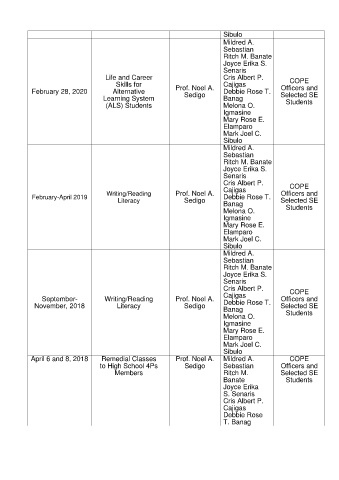 Sibulo
February 28, 2020
Life and Career
Skills for
Alternative
Learning System
(ALS) Students
Prof. Noel A.
Sedigo
Mildred A.
Sebastian
Ritch M. Banate
Joyce Erika S.
Senaris
Cris Albert P.
Cajigas
Debbie Rose T.
Banag
Melona O.
Igmasine
Mary Rose E.
Elamparo
Mark Joel C.
Sibulo
COPE
Officers and
Selected SE
Students
February-April 2019
Writing/Reading
Literacy
Prof. Noel A.
Sedigo
Mildred A.
Sebastian
Ritch M. Banate
Joyce Erika S.
Senaris
Cris Albert P.
Cajigas
Debbie Rose T.
Banag
Melona O.
Igmasine
Mary Rose E.
Elamparo
Mark Joel C.
Sibulo
COPE
Officers and
Selected SE
Students
September-
November, 2018
Writing/Reading
Literacy
Prof. Noel A.
Sedigo
Mildred A.
Sebastian
Ritch M. Banate
Joyce Erika S.
Senaris
Cris Albert P.
Cajigas
Debbie Rose T.
Banag
Melona O.
Igmasine
Mary Rose E.
Elamparo
Mark Joel C.
Sibulo
COPE
Officers and
Selected SE
Students
April 6 and 8, 2018
Remedial Classes
to High School 4Ps
Members
Prof. Noel A.
Sedigo
Mildred A.
Sebastian
Ritch M.
Banate
Joyce Erika
S. Senaris
Cris Albert P.
Cajigas
Debbie Rose
T. Banag
COPE
Officers and
Selected SE
Students